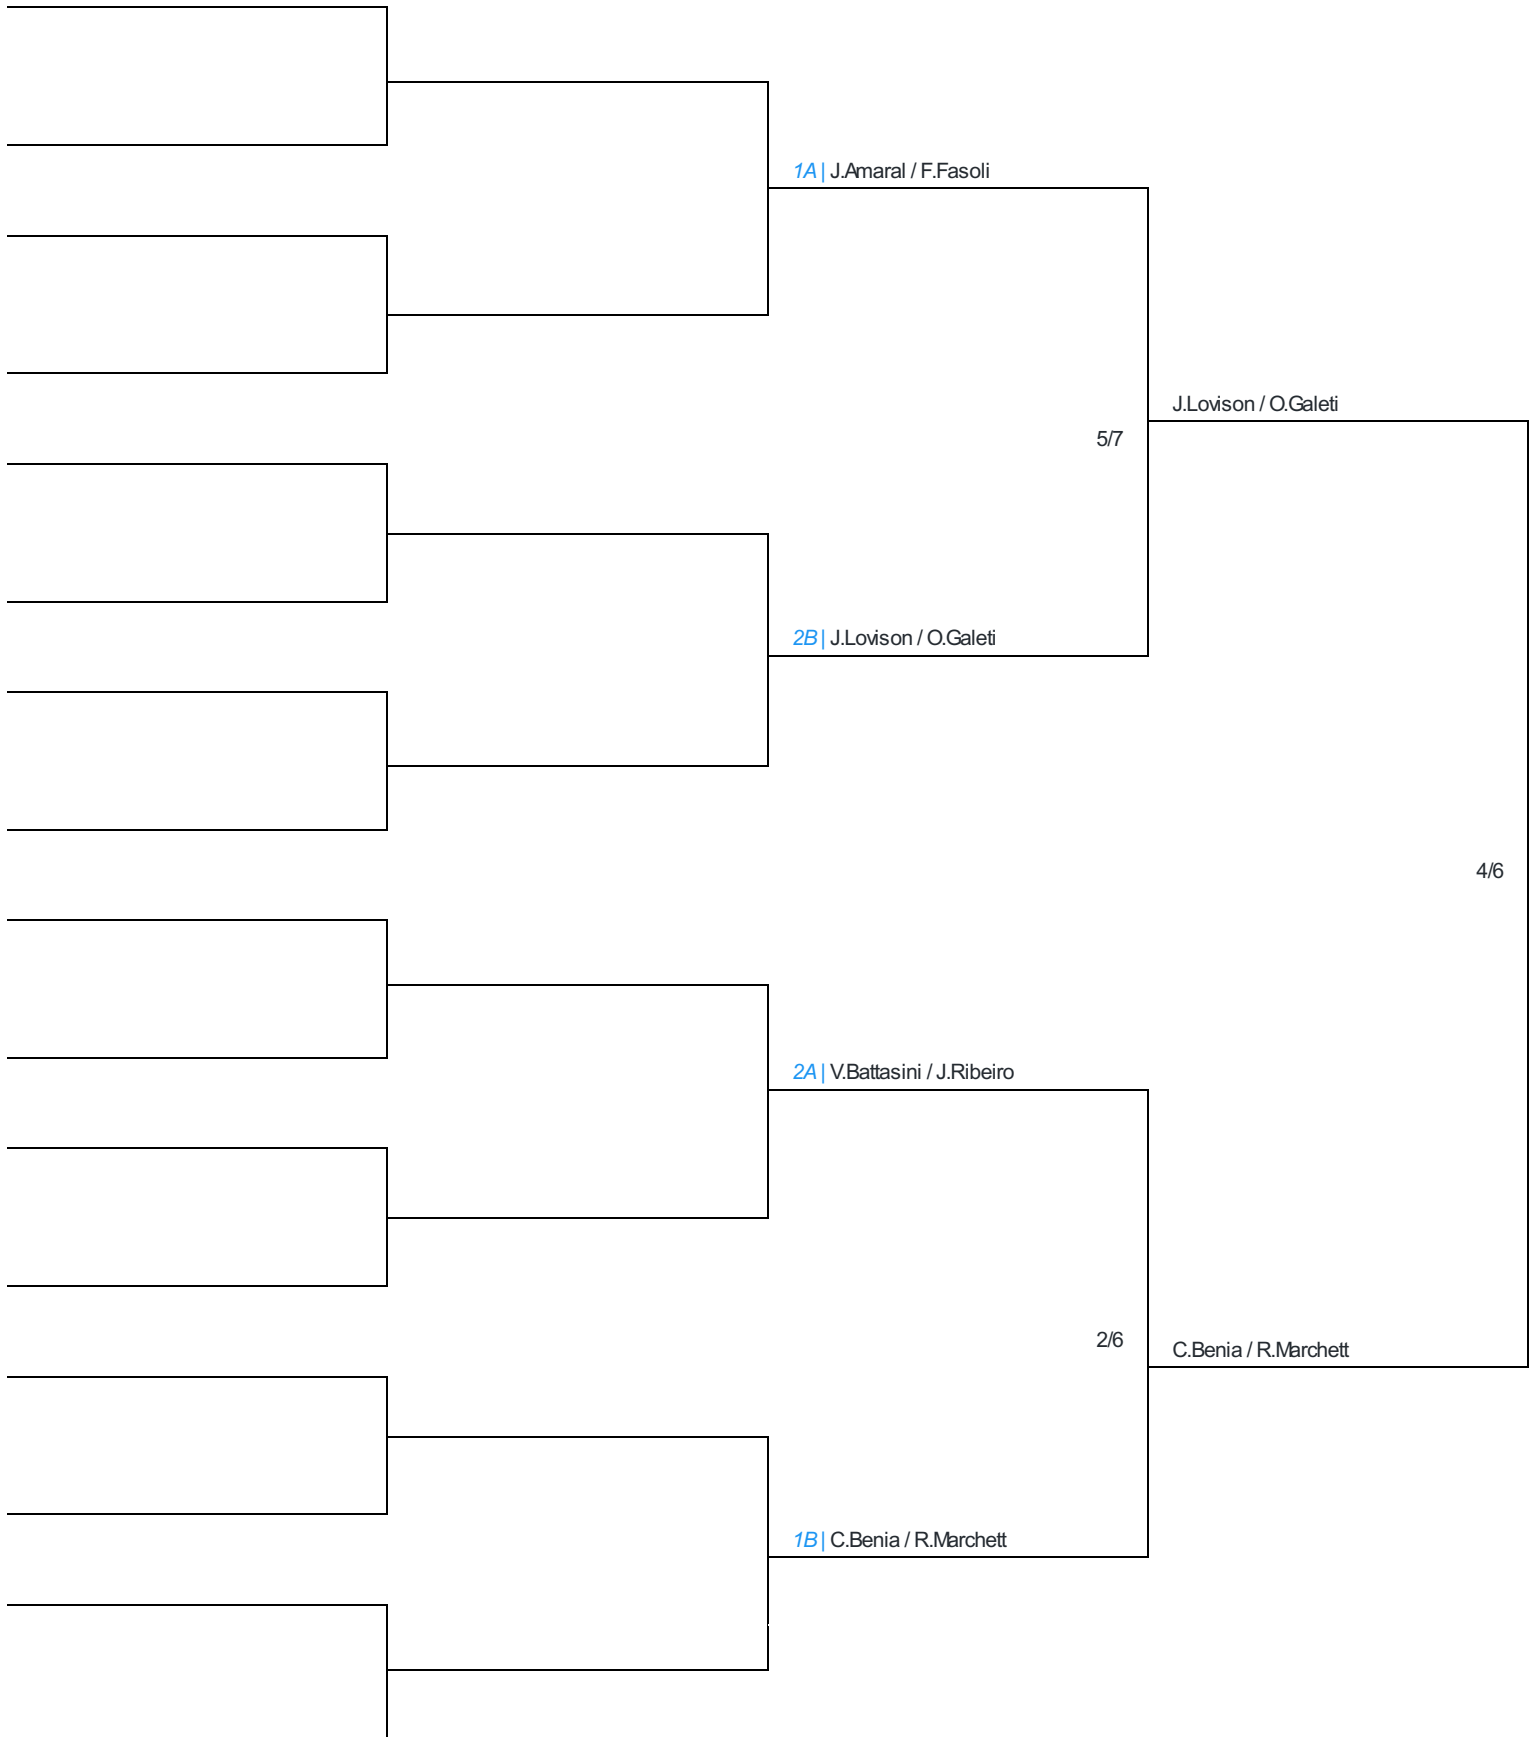 1A | J.Amaral / F.Fasoli
J.Lovison / O.Galeti
5/7
2B | J.Lovison / O.Galeti
4/6
2A | V.Battasini / J.Ribeiro
2/6
C.Benia / R.Marchett
1B | C.Benia / R.Marchett